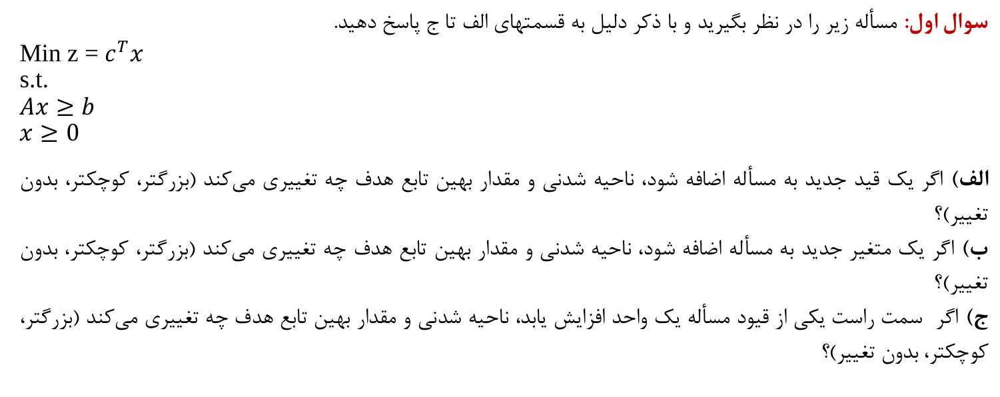 سوال اول: مسأله زیر را در نظر بگیرید و با ذکر دلیل به قسمتهای الف تا ج پاسخ دهید.
Min z = cᵀx
s.t.
Ax ≥ b
x ≥ 0
الف) اگر یک قید جدید به مسأله اضافه شود، ناحیه شدنی و مقدار بهین تابع هدف چه تغییری می‌کند (بزرگتر، کوچکتر، بدون
تغییر)؟
ب) اگر یک متغیر جدید به مسأله اضافه شود، ناحیه شدنی و مقدار بهین تابع هدف چه تغییری می‌کند (بزرگتر، کوچکتر، بدون
تغییر)؟
ج) اگر سمت راست یکی از قیود مسأله یک واحد افزایش یابد، ناحیه شدنی و مقدار بهین تابع هدف چه تغییری می‌کند (بزرگتر،
کوچکتر، بدون تغییر)؟